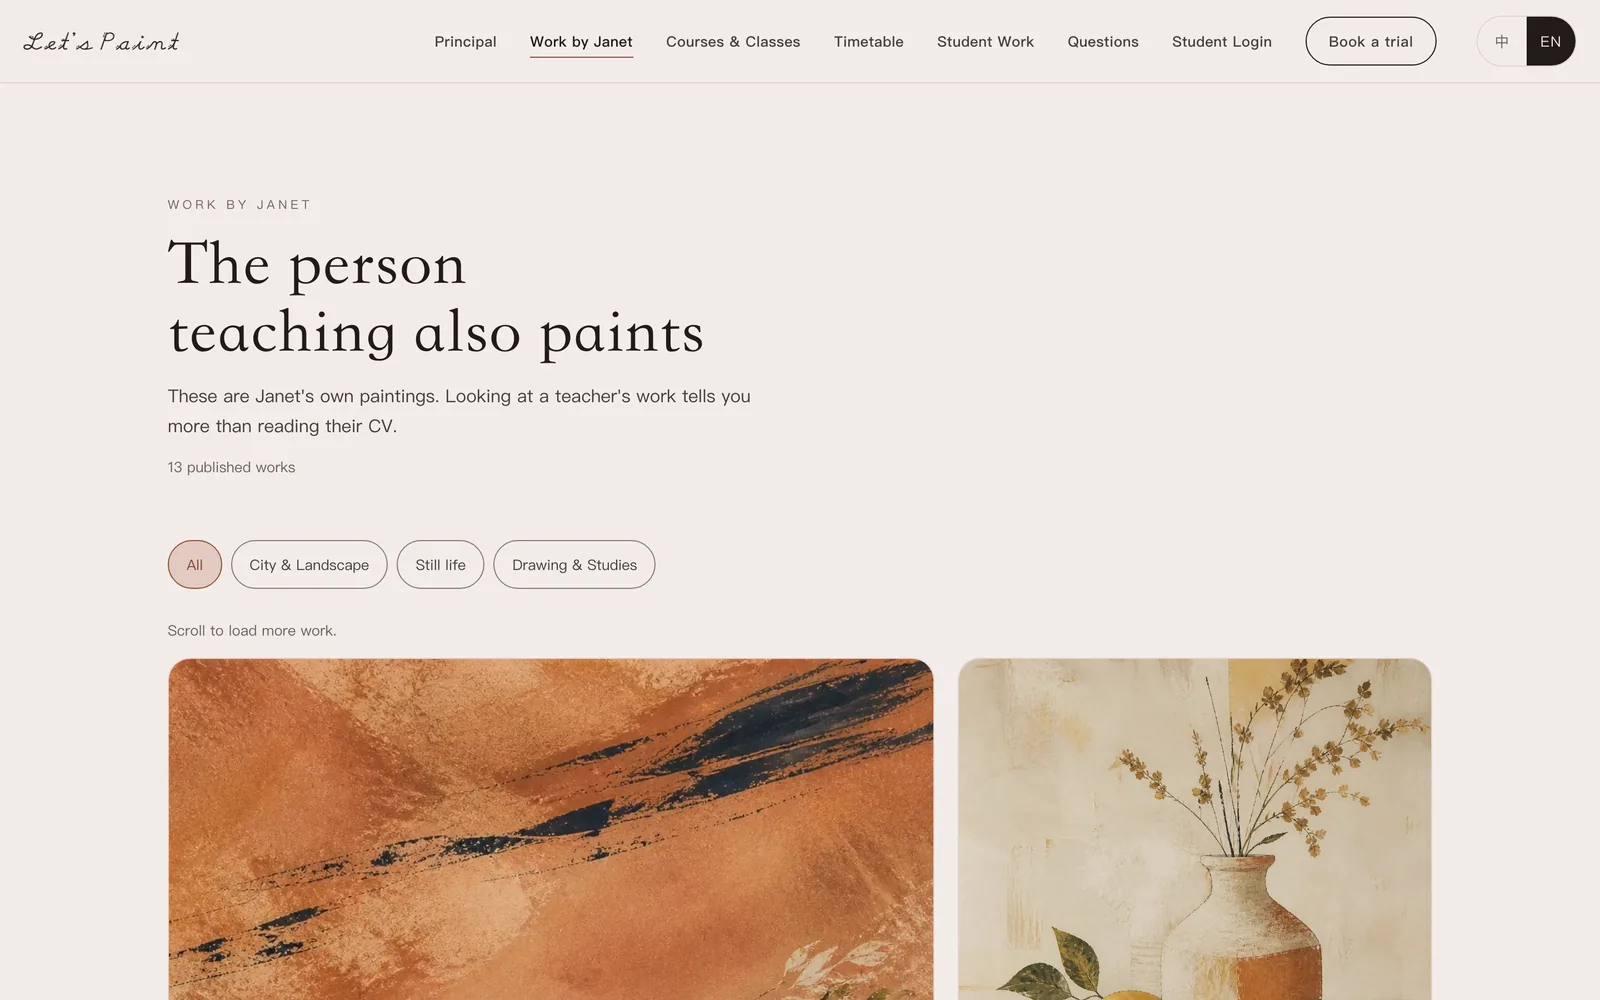 Let's Paint
Principal
Work by Janet
Courses & Classes
Timetable
Student Work
Questions
Student Login
Book a trial
中
EN
WORK BY JANET
The person
teaching also paints
These are Janet's own paintings. Looking at a teacher's work tells you
more than reading their CV.
13 published works
All
City & Landscape
Still life
Drawing & Studies
Scroll to load more work.